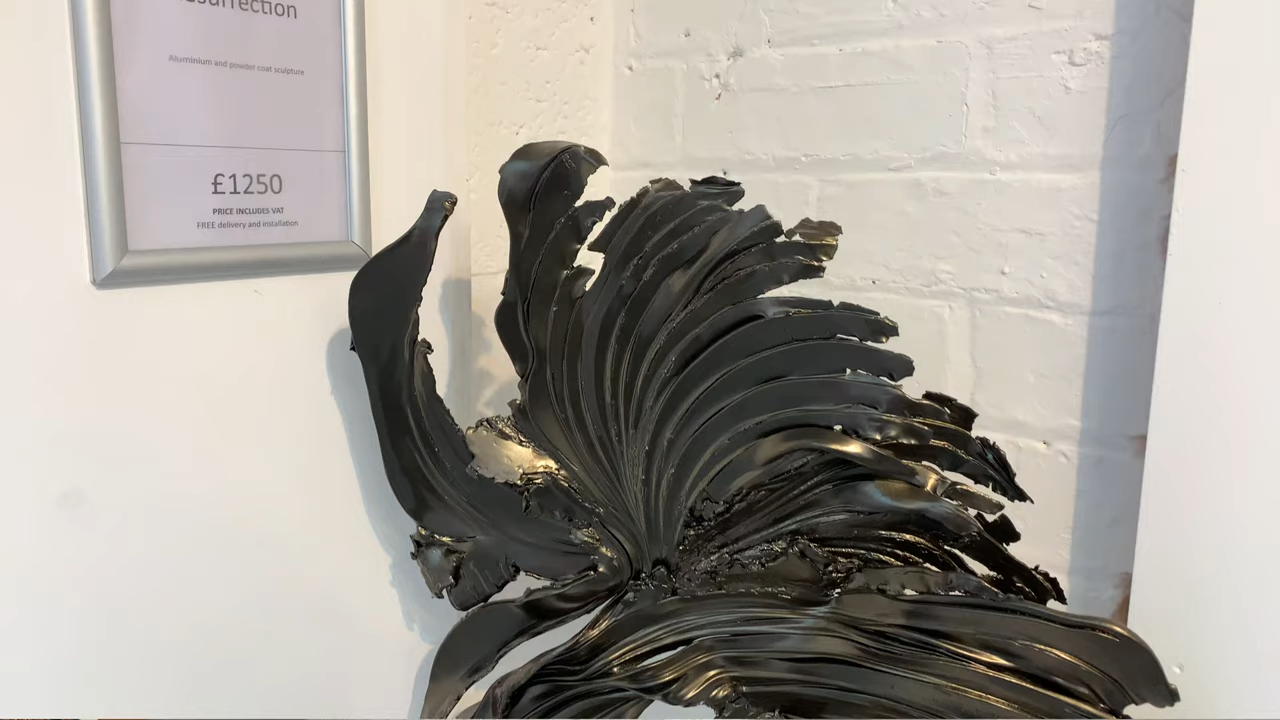 Aluminium and powder coat sculpture
£1250
PRICE INCLUDES VAT
FREE delivery and installation